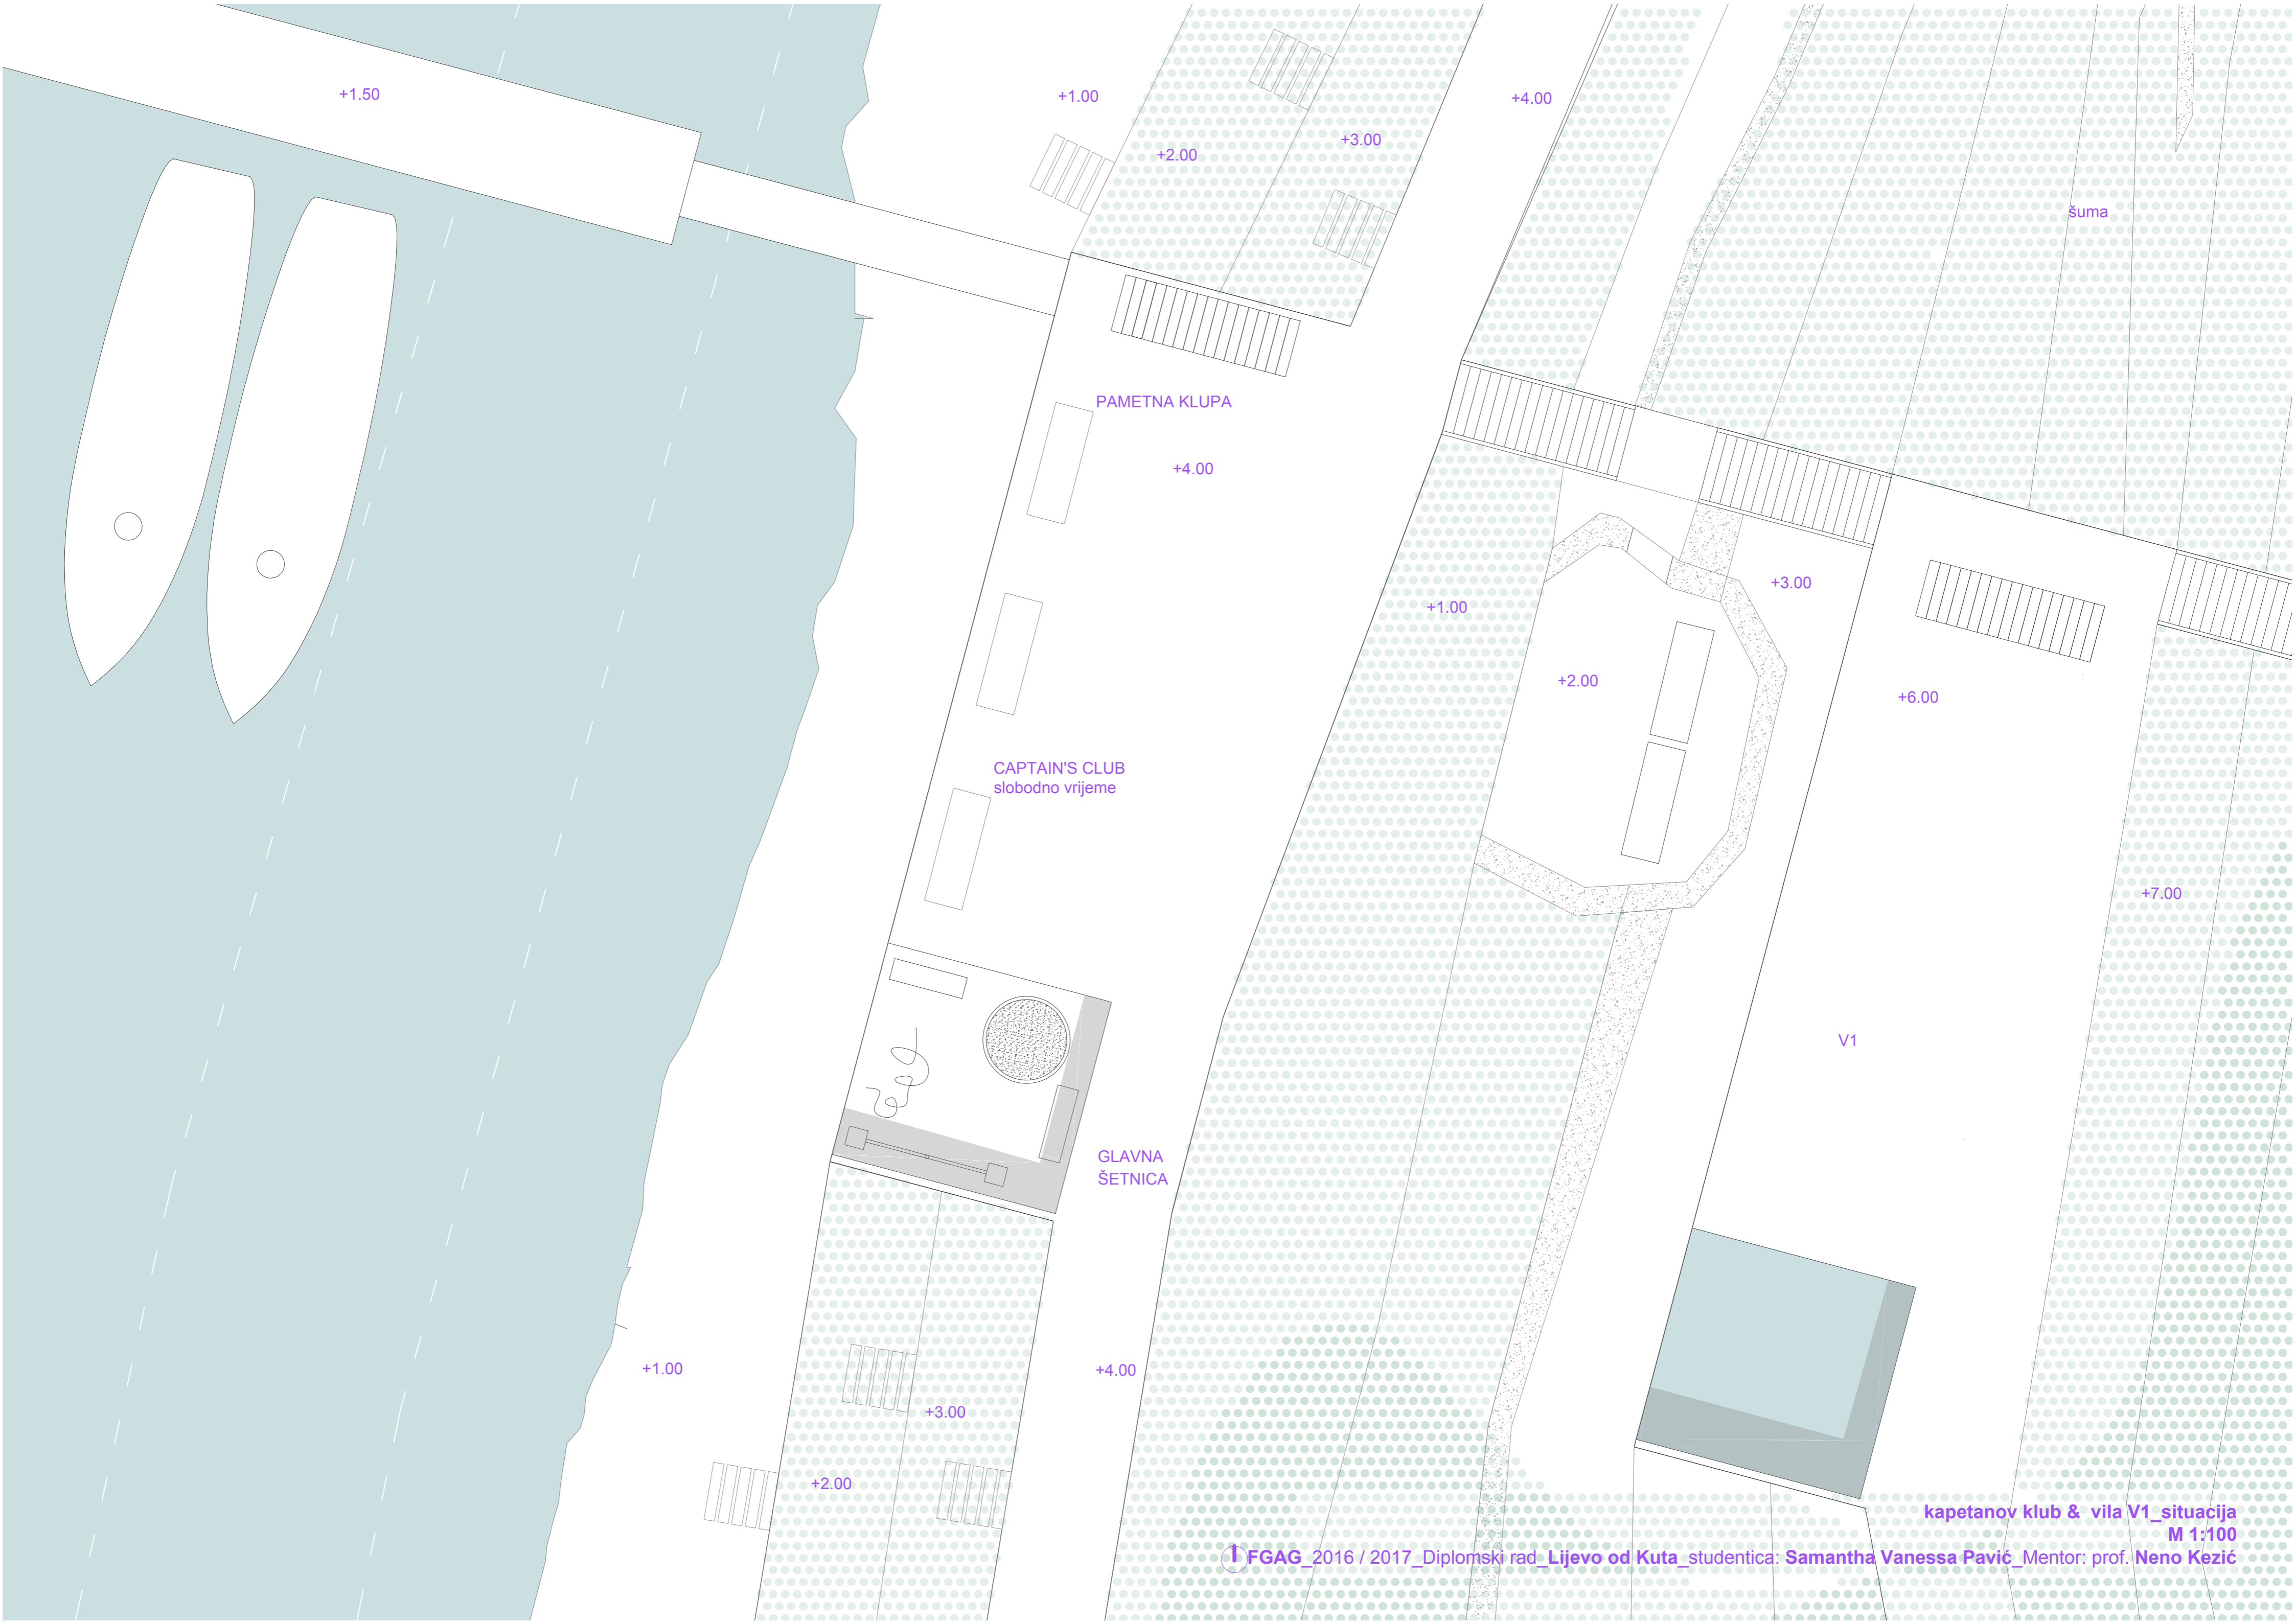 +1.50
+1.00
+4.00
+3.00
+2.00
šuma
PAMETNA KLUPA
+4.00
+3.00
+1.00
+2.00
+6.00
CAPTAIN'S CLUB
slobodno vrijeme
+7.00
V1
GLAVNA
ŠETNICA
+1.00
+4.00
+3.00
+2.00
kapetanov klub & vila V1_situacija
M 1:100
FGAG_2016 / 2017_Diplomski rad_Lijevo od Kuta_studentica: Samantha Vanessa Pavić_Mentor: prof. Neno Kezić